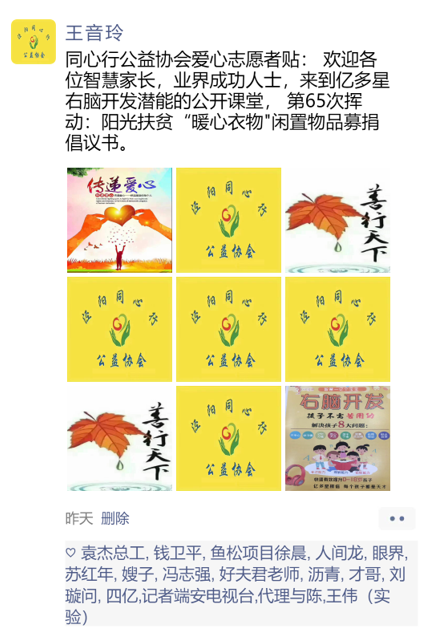 王音玲
同心行公益协会爱心志愿者贴： 欢迎各
位智慧家长，业界成功人士，来到亿多星
右脑开发潜能的公开课堂， 第65次挥
动：阳光扶贫“暖心衣物"闲置物品募捐
倡议书。
传递爱心
阳同心行
公益协会
善行天下
阳同心行
公益协会
阳同心行
公益协会
阳同心行
公益协会
善行天下
阳同心行
公益协会
右脑开发
孩子不需
解决孩子8大问题：
昨天 删除
袁杰总工, 钱卫平, 鱼松项目徐晨, 人间龙, 眼界,
苏红年, 嫂子, 冯志强, 好夫君老师, 沥青, 才哥, 刘
璇问, 四亿,记者端安电视台,代理与陈,王伟（实
验）